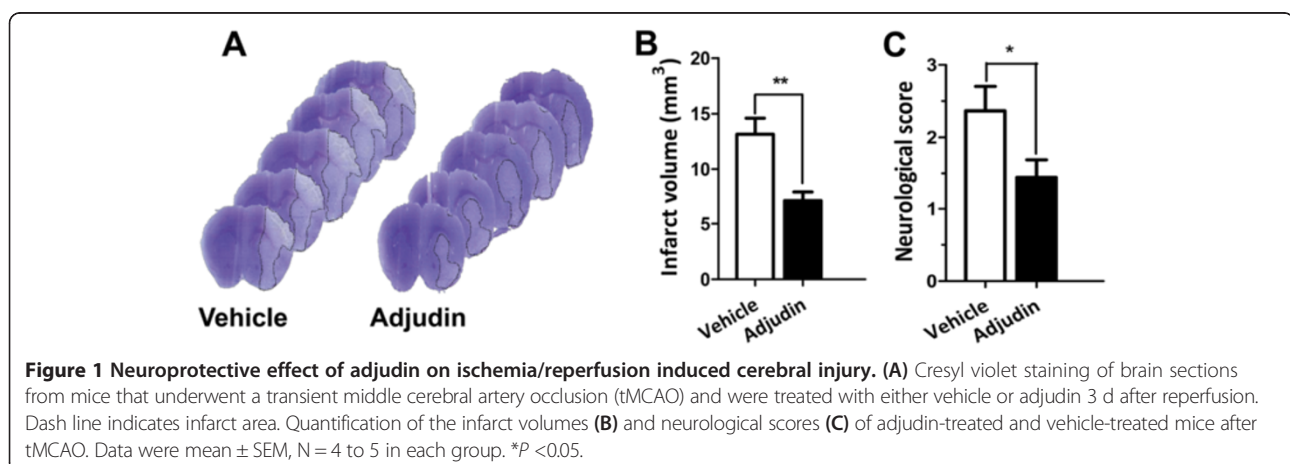 A
Vehicle
Adjudin
B
Infarct volume (mm³)
20
15
10
5
0
**
Vehicle
Adjudin
C
Neurological score
3
2
1
0
*
Vehicle
Adjudin
Figure 1 Neuroprotective effect of adjudin on ischemia/reperfusion induced cerebral injury. (A) Cresyl violet staining of brain sections
from mice that underwent a transient middle cerebral artery occlusion (tMCAO) and were treated with either vehicle or adjudin 3 d after reperfusion.
Dash line indicates infarct area. Quantification of the infarct volumes (B) and neurological scores (C) of adjudin-treated and vehicle-treated mice after
tMCAO. Data were mean ± SEM, N = 4 to 5 in each group. *P <0.05.